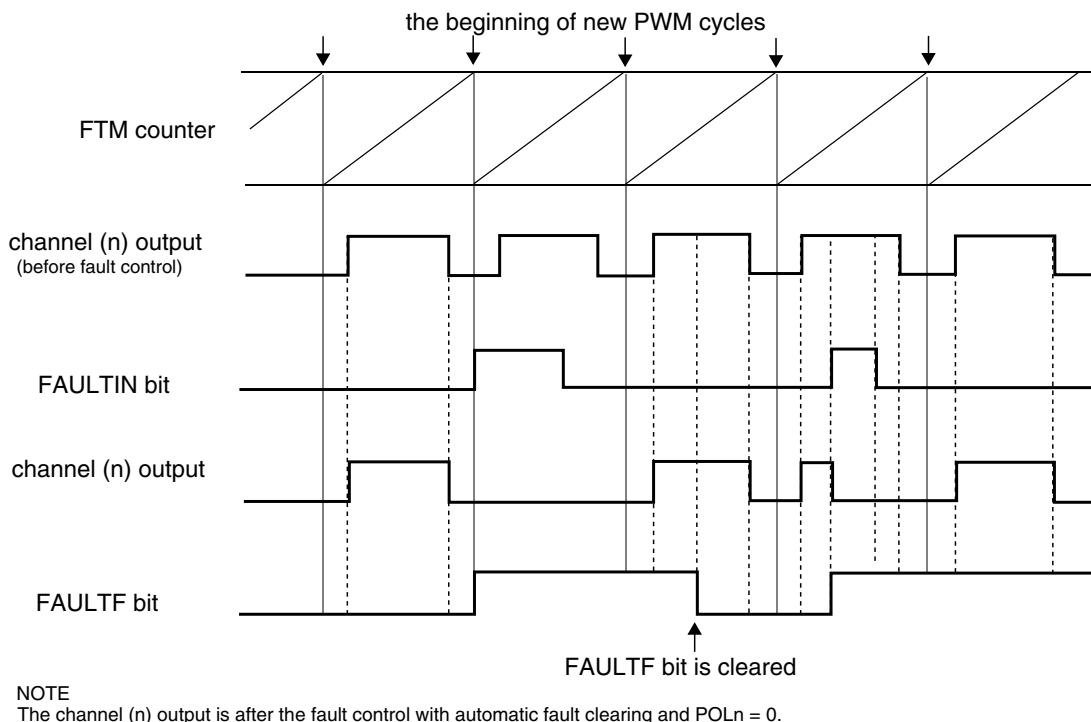 the beginning of new PWM cycles
FTM counter
channel (n) output
(before fault control)
FAULTIN bit
channel (n) output
FAULTF bit
FAULTF bit is cleared
NOTE
The channel (n) output is after the fault control with automatic fault clearing and POLn = 0.